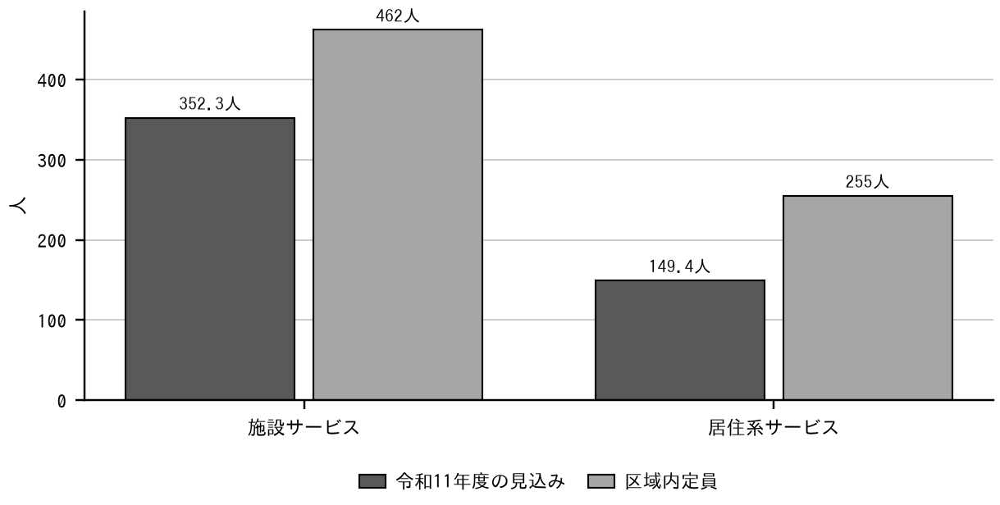 462人
400
352.3人
300
255人
人
200
149.4人
100
0
施設サービス
居住系サービス
令和11年度の見込み
区域内定員